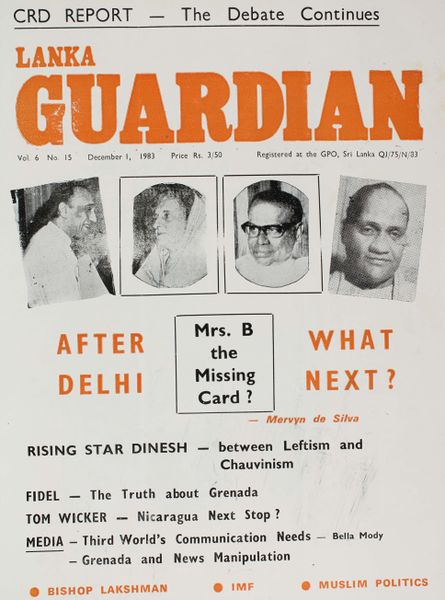 CRD REPORT — The Debate Continues
LANKA
GUARDIAN
Vol. 6 No. 15 December 1, 1983 Price Rs. 3/50 Registered at the GPO, Sri Lanka QJ/75/N/83
AFTER
DELHI
Mrs. B
the
Missing
Card ?
WHAT
NEXT ?
— Mervyn de Silva
RISING STAR DINESH — between Leftism and
Chauvinism
FIDEL — The Truth about Grenada
TOM WICKER — Nicaragua Next Stop ?
MEDIA — Third World's Communication Needs — Bella Mody
— Grenada and News Manipulation
● BISHOP LAKSHMAN ● IMF ● MUSLIM POLITICS